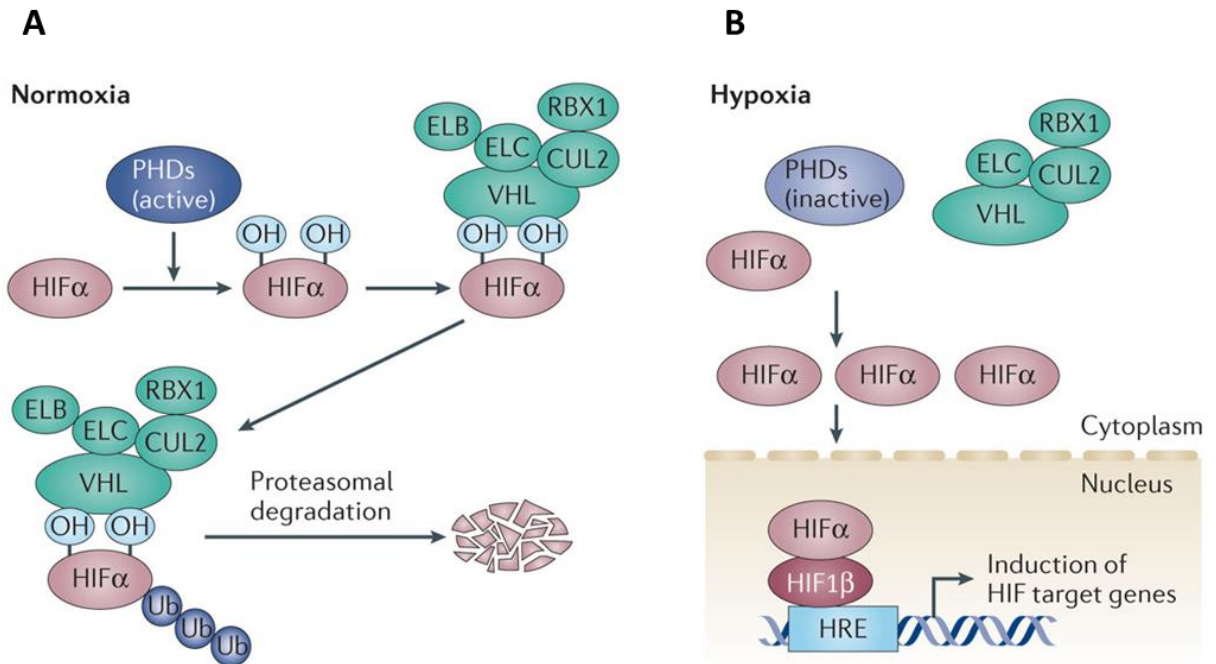 A
Normoxia
PHDs
(active)
HIFα
OH
OH
HIFα
ELB
ELC
RBX1
CUL2
VHL
OH
OH
HIFα
ELB
ELC
RBX1
CUL2
VHL
OH
OH
HIFα
Ub
Ub
Ub
Proteasomal
degradation
B
Hypoxia
PHDs
(inactive)
RBX1
ELC
CUL2
VHL
HIFα
HIFα
HIFα
HIFα
Cytoplasm
Nucleus
HIFα
HIF1β
HRE
Induction of
HIF target genes